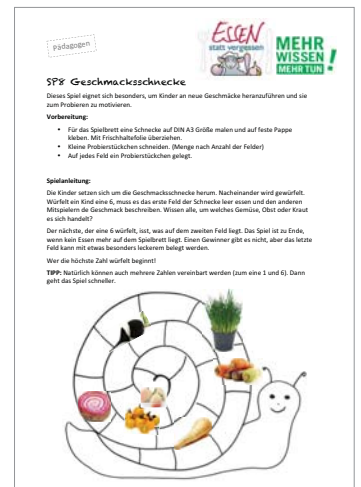 Pädagogen
ESSEN
statt vergessen
MEHR
WISSEN
MEHR TUN!
SP8 Geschmacksschnecke
Dieses Spiel eignet sich besonders, um Kinder an neue Geschmäcke heranzuführen und sie
zum Probieren zu motivieren.
Vorbereitung:
• Für das Spielbrett eine Schnecke auf DIN A3 Größe malen und auf feste Pappe
kleben. Mit Frischhaltefolie überziehen.
• Kleine Probierstückchen schneiden. (Menge nach Anzahl der Felder)
• Auf jedes Feld ein Probierstückchen gelegt.
Spielanleitung:
Die Kinder setzen sich um die Geschmacksschnecke herum. Nacheinander wird gewürfelt.
Würfelt ein Kind eine 6, muss es das erste Feld der Schnecke leer essen und den anderen
Mitspielern de Geschmack beschreiben. Wissen alle, um welches Gemüse, Obst oder Kraut
es sich handelt?
Der nächste, der eine 6 würfelt, isst, was auf dem zweiten Feld liegt. Das Spiel ist zu Ende,
wenn kein Essen mehr auf dem Spielbrett liegt. Einen Gewinner gibt es nicht, aber das letzte
Feld kann mit etwas besonders leckerem belegt werden.
Wer die höchste Zahl würfelt beginnt!
TIPP: Natürlich können auch mehrere Zahlen vereinbart werden (zum eine 1 und 6). Dann
geht das Spiel schneller.